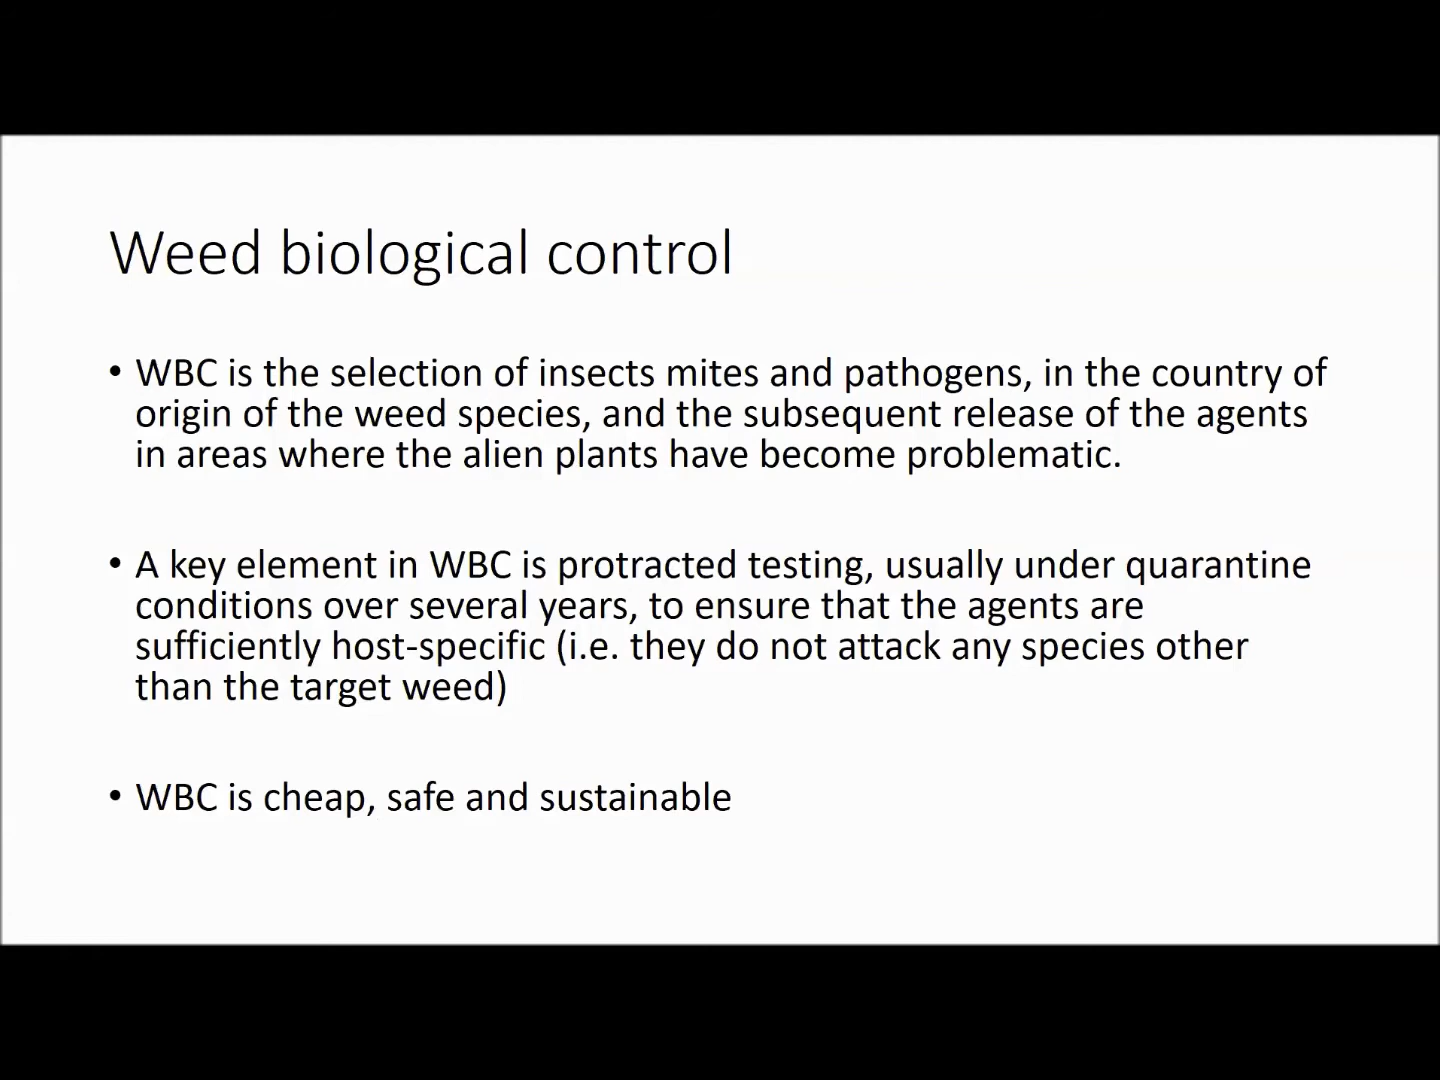 Weed biological control
• WBC is the selection of insects mites and pathogens, in the country of
origin of the weed species, and the subsequent release of the agents
in areas where the alien plants have become problematic.
• A key element in WBC is protracted testing, usually under quarantine
conditions over several years, to ensure that the agents are
sufficiently host-specific (i.e. they do not attack any species other
than the target weed)
• WBC is cheap, safe and sustainable